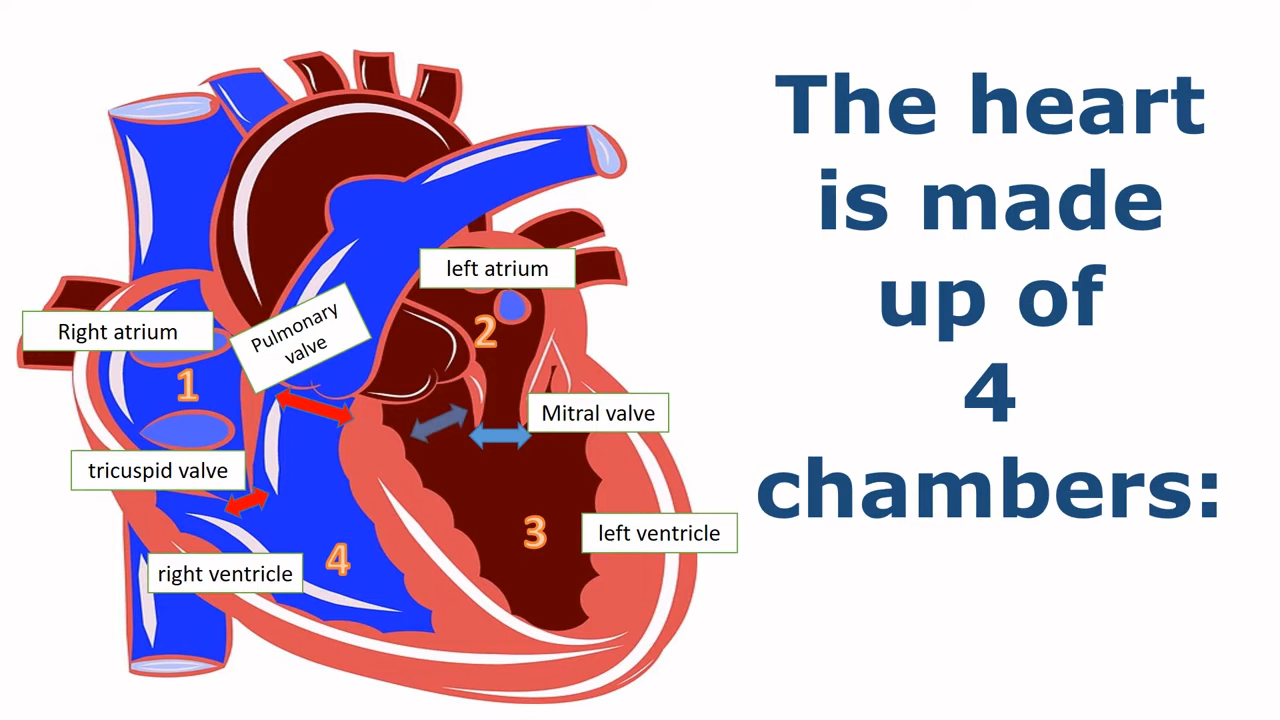 The heart
is made
up of
4
chambers:
left atrium
Pulmonary
valve
Right atrium
2
1
Mitral valve
tricuspid valve
3
left ventricle
4
right ventricle